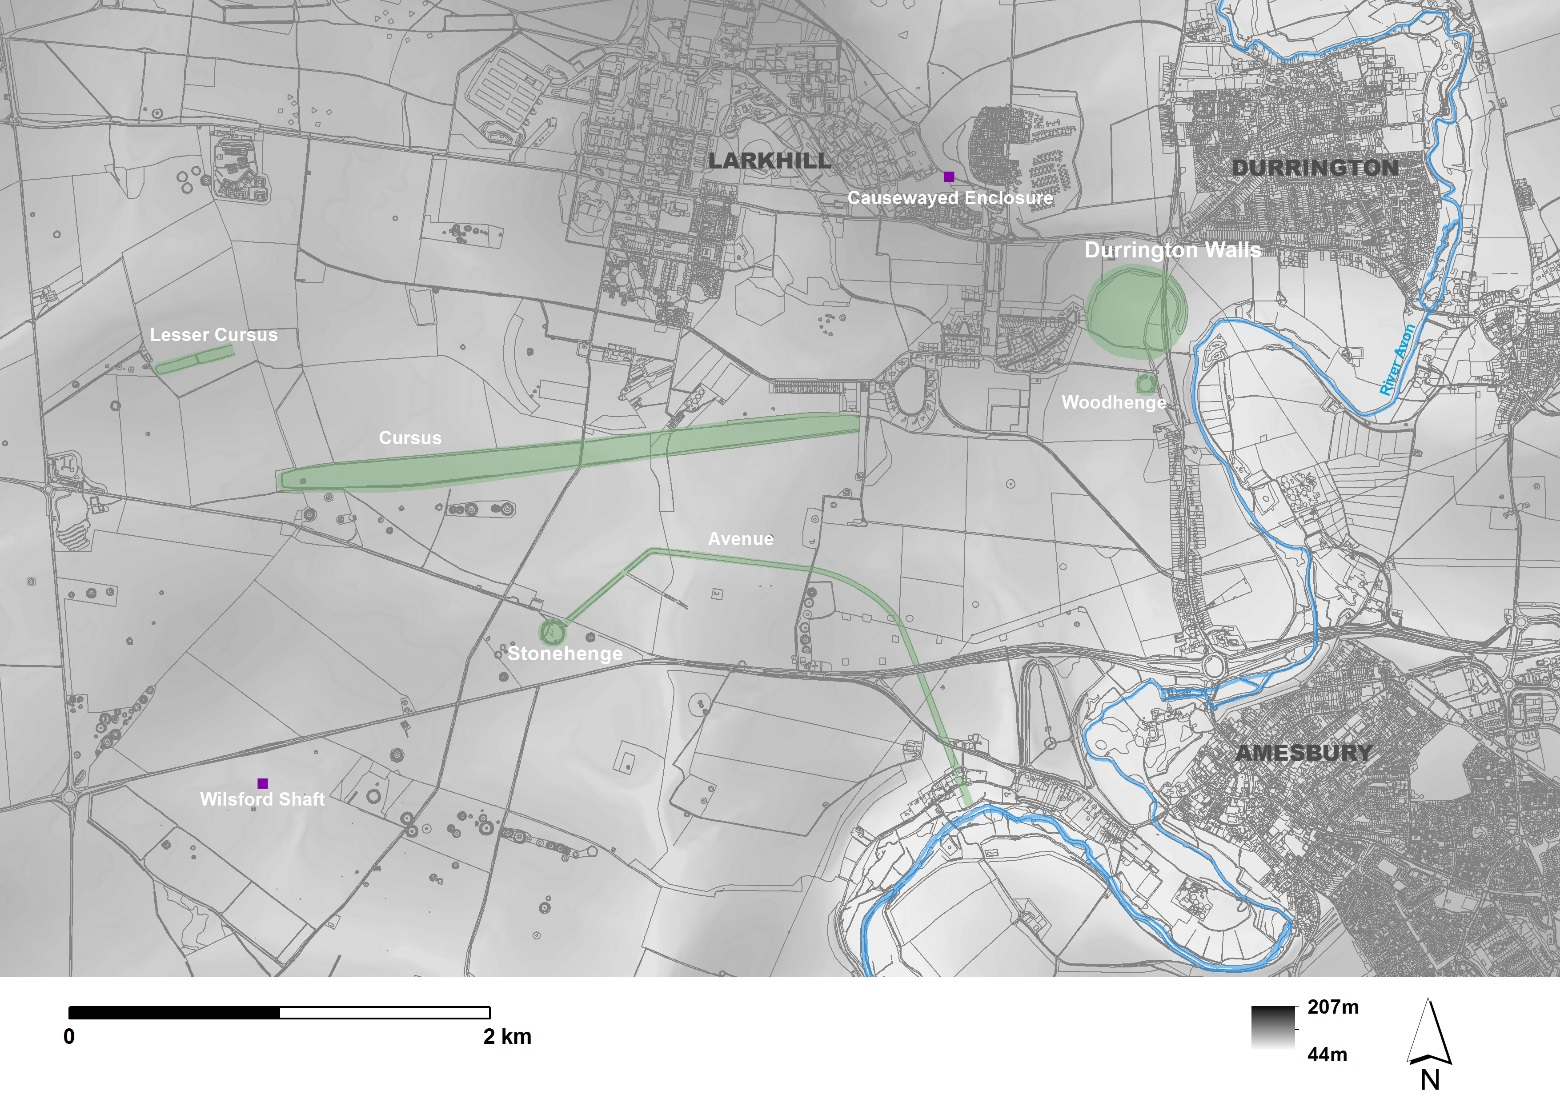 LARKHILL
DURRINGTON
Causewayed Enclosure
Durrington Walls
Lesser Cursus
River Avon
Woodhenge
Cursus
Avenue
Stonehenge
AMESBURY
Wilsford Shaft
0
2 km
207m
44m
N